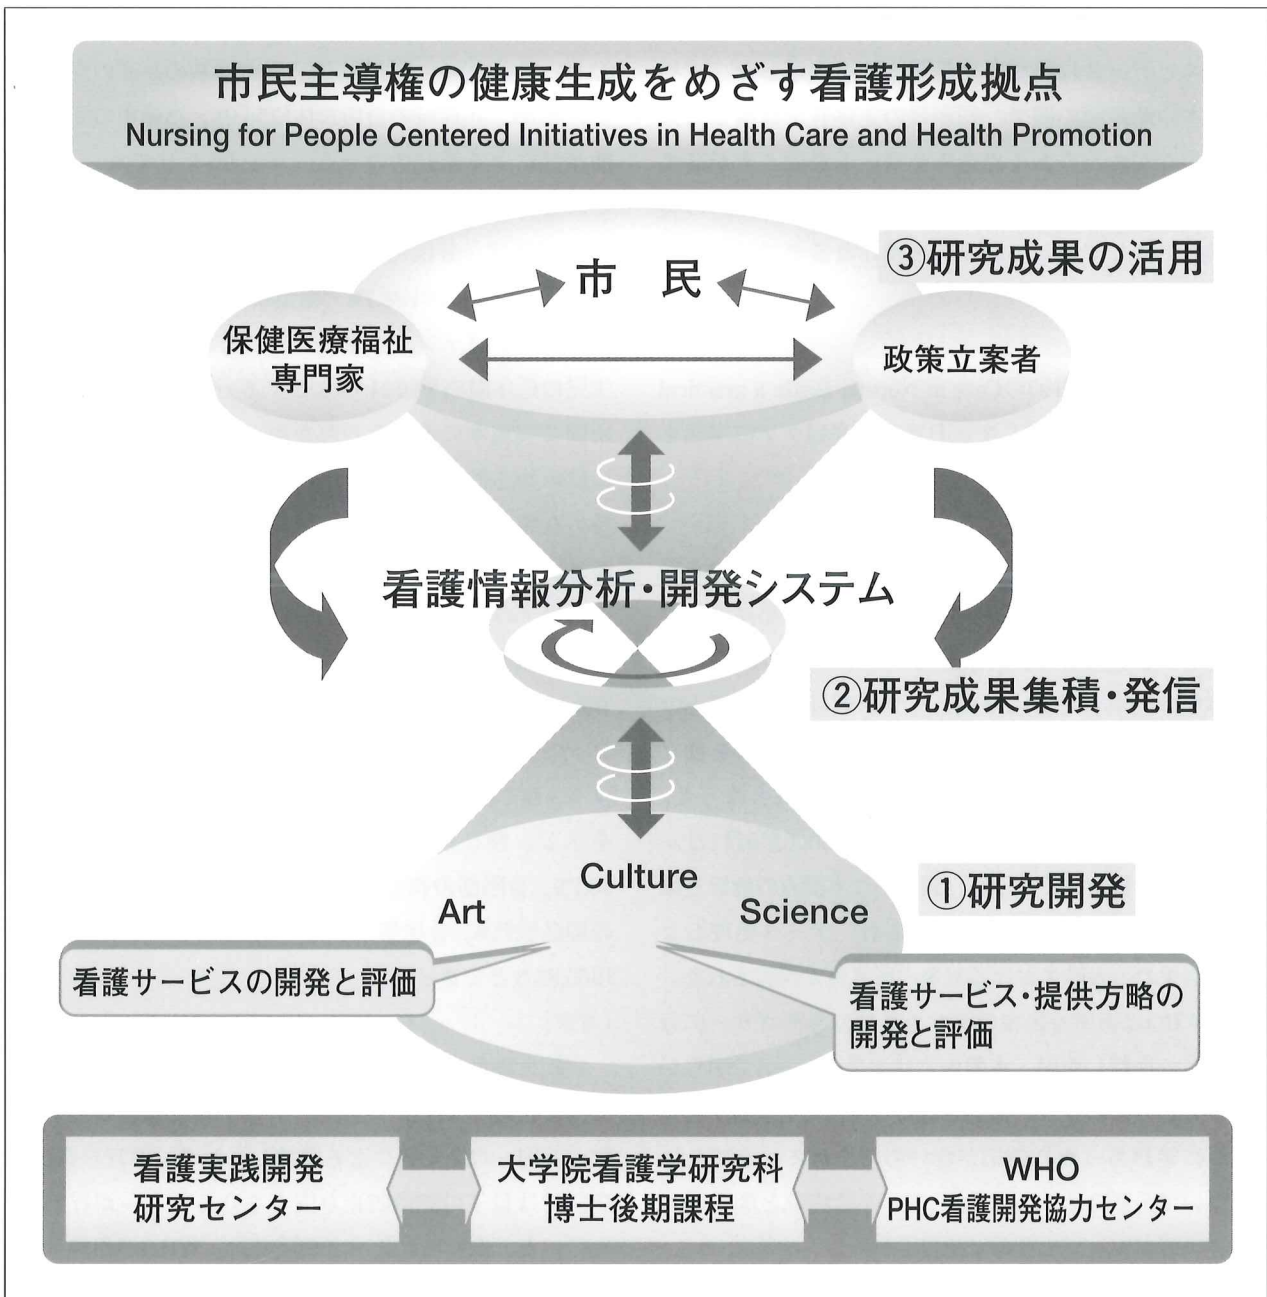 市民主導権の健康生成をめざす看護形成拠点
Nursing for People Centered Initiatives in Health Care and Health Promotion
③研究成果の活用
市 民
保健医療福祉
専門家
政策立案者
看護情報分析・開発システム
②研究成果集積・発信
①研究開発
Culture
Art
Science
看護サービスの開発と評価
看護サービス・提供方略の
開発と評価
看護実践開発
研究センター
大学院看護学研究科
博士後期課程
WHO
PHC看護開発協力センター